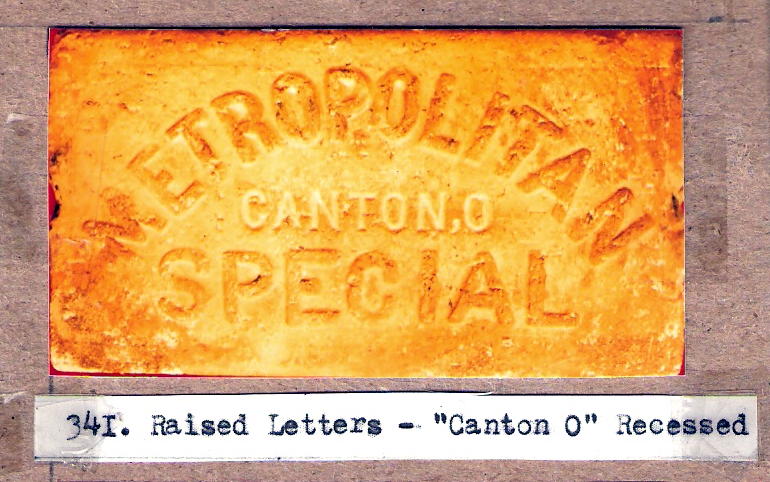 METROPOLITAN
CANTON,O
SPECIAL
341. Raised Letters - "Canton O" Recessed